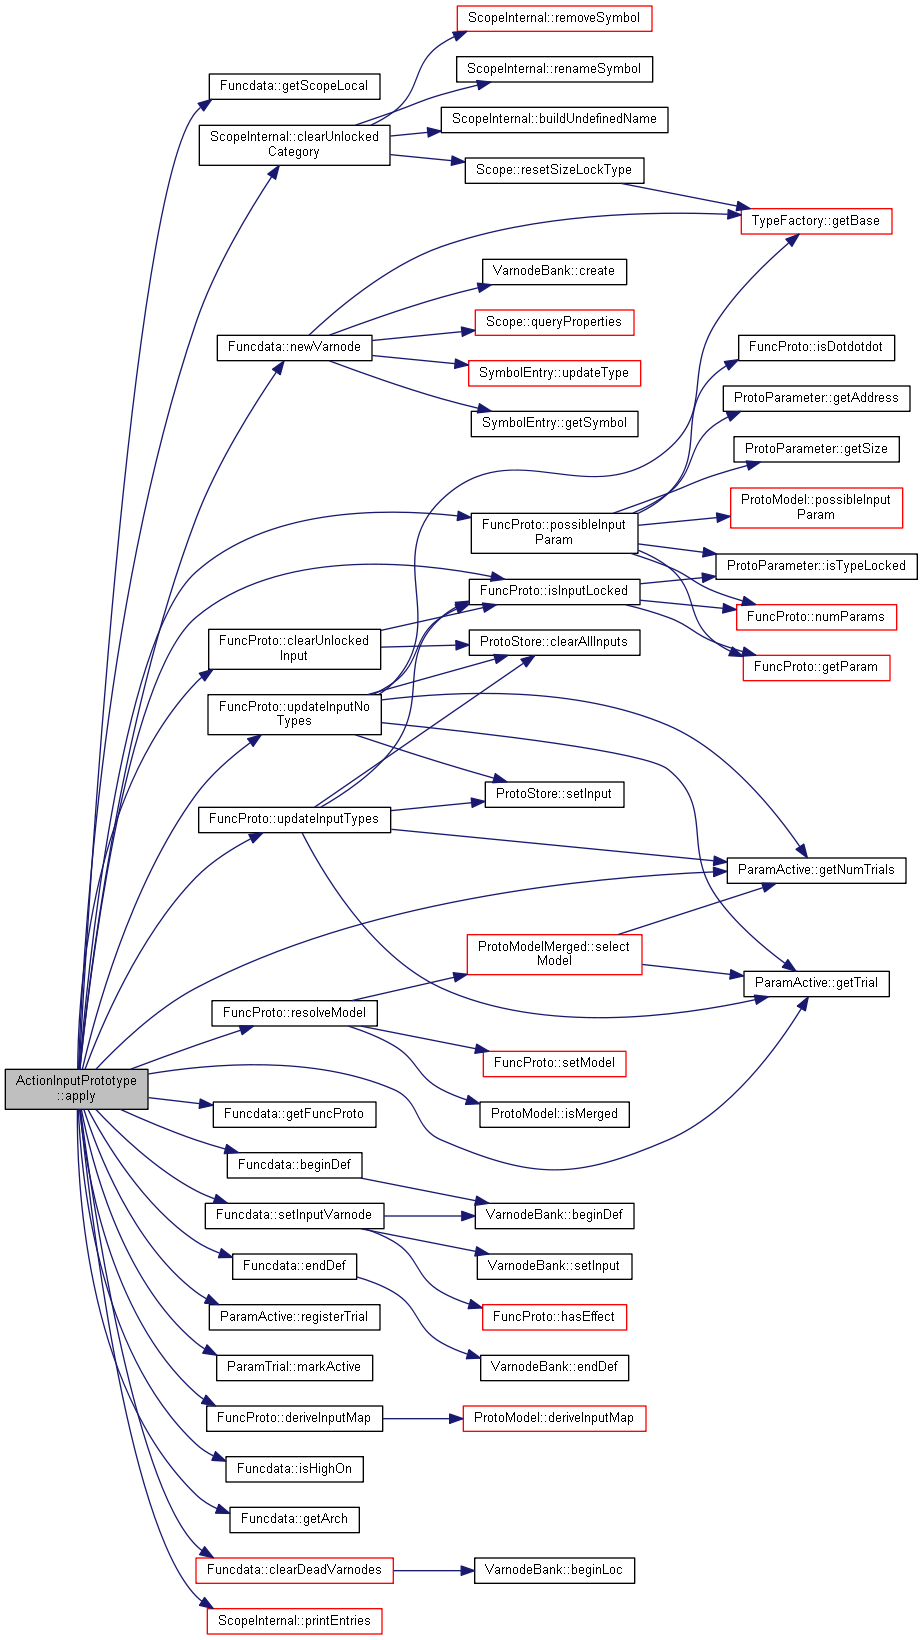 ScopeInternal::removeSymbol
ScopeInternal::renameSymbol
Funcdata::getScopeLocal
ScopeInternal::buildUndefinedName
ScopeInternal::clearUnlocked
Category
Scope::resetSizeLockType
TypeFactory::getBase
VarnodeBank::create
Scope::queryProperties
Funcdata::newVarnode
FuncProto::isDotdotdot
SymbolEntry::updateType
ProtoParameter::getAddress
SymbolEntry::getSymbol
ProtoParameter::getSize
ProtoModel::possibleInput
Param
FuncProto::possibleInput
Param
ProtoParameter::isTypeLocked
FuncProto::isInputLocked
FuncProto::numParams
FuncProto::clearUnlocked
Input
ProtoStore::clearAllInputs
FuncProto::getParam
FuncProto::updateInputNo
Types
ProtoStore::setInput
FuncProto::updateInputTypes
ParamActive::getNumTrials
ProtoModelMerged::select
Model
ParamActive::getTrial
FuncProto::resolveModel
FuncProto::setModel
ActionInputPrototype
::apply
Funcdata::getFuncProto
ProtoModel::isMerged
Funcdata::beginDef
Funcdata::setInputVarnode
VarnodeBank::beginDef
Funcdata::endDef
VarnodeBank::setInput
ParamActive::registerTrial
FuncProto::hasEffect
ParamTrial::markActive
VarnodeBank::endDef
FuncProto::deriveInputMap
ProtoModel::deriveInputMap
Funcdata::isHighOn
Funcdata::getArch
Funcdata::clearDeadVarnodes
VarnodeBank::beginLoc
ScopeInternal::printEntries